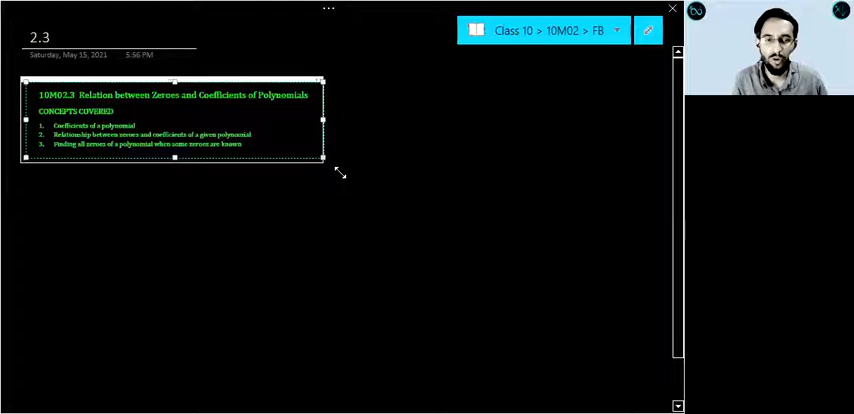 2.3
Saturday, May 15, 2021 5:56 PM
Class 10 > 10M02 > FB
10M02.3 Relation between Zeroes and Coefficients of Polynomials
CONCEPTS COVERED
1. Coefficients of a polynomial
2. Relationship between zeroes and coefficients of a given polynomial
3. Finding all zeroes of a polynomial when some zeroes are known